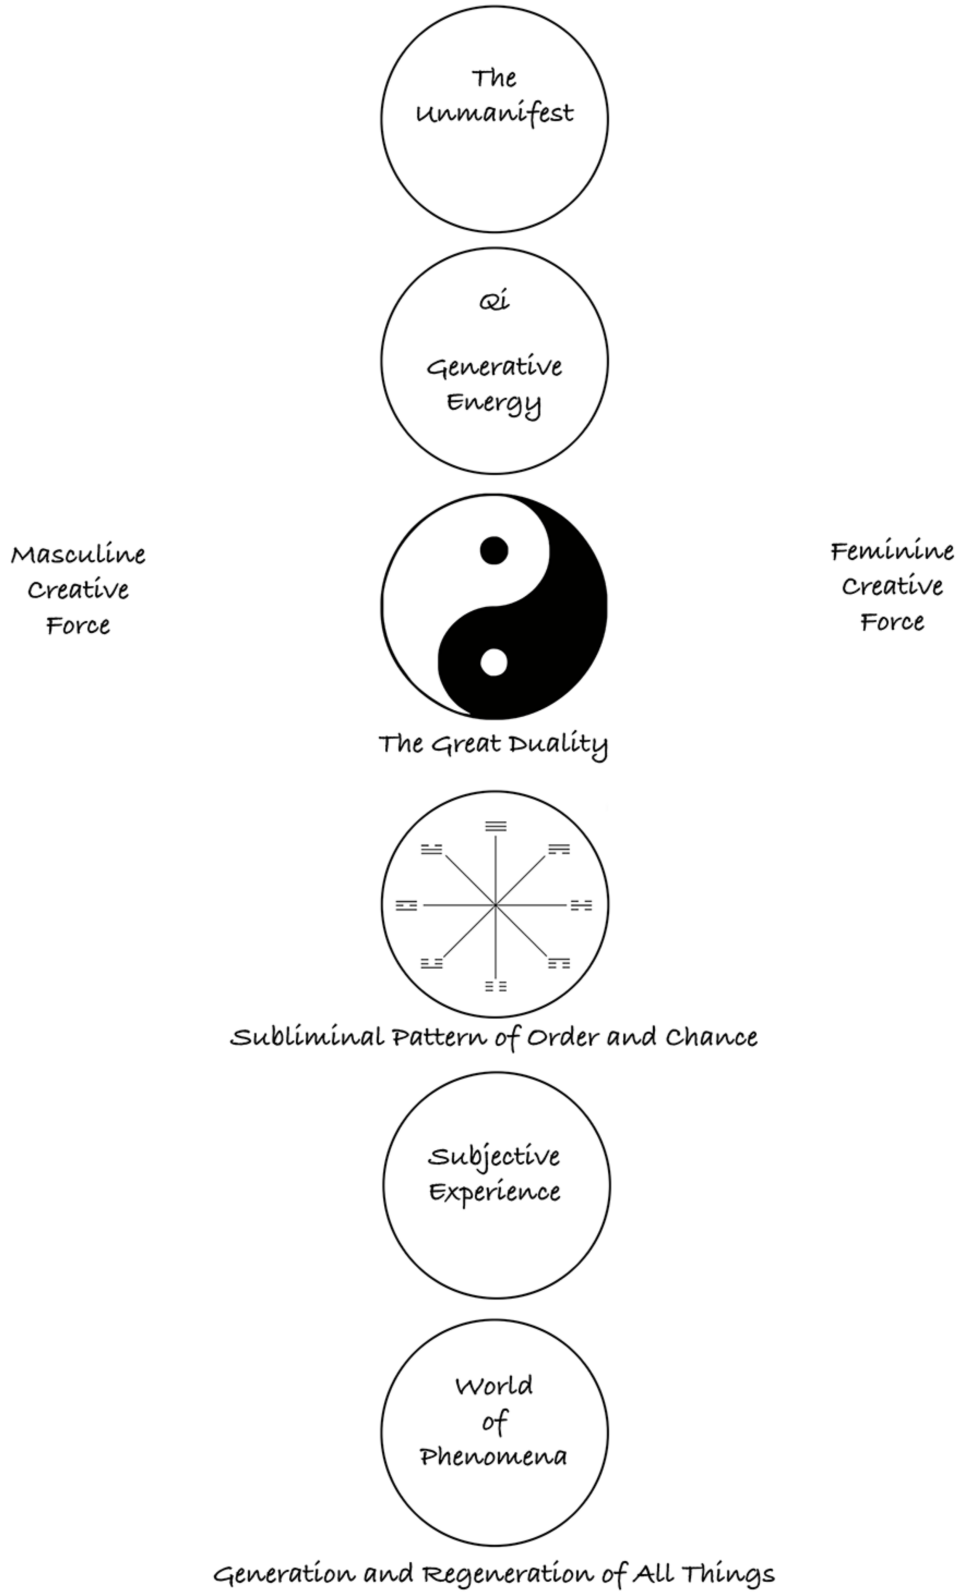 The
Unmanifest
Qi
Generative
Energy
Masculine
Creative
Force
Feminine
Creative
Force
The Great Duality
Subliminal Pattern of Order and Chance
Subjective
Experience
World
of
Phenomena
Generation and Regeneration of All Things